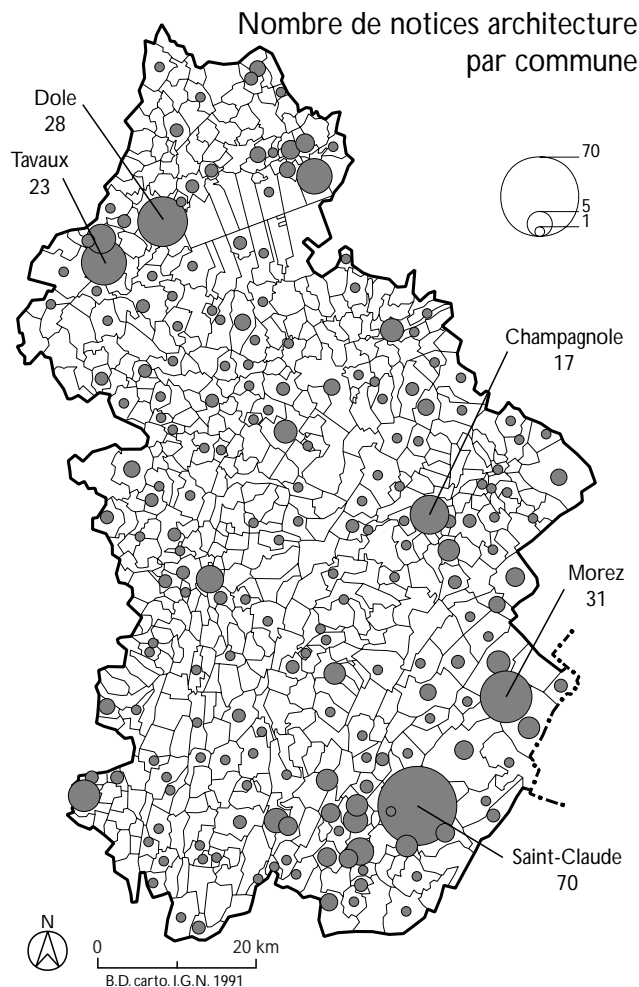 Nombre de notices architecture
par commune
Dole
28
Tavaux
23
70
5
1
Champagnole
17
Morez
31
Saint-Claude
70
N
0
20 km
B.D. carto. I.G.N. 1991